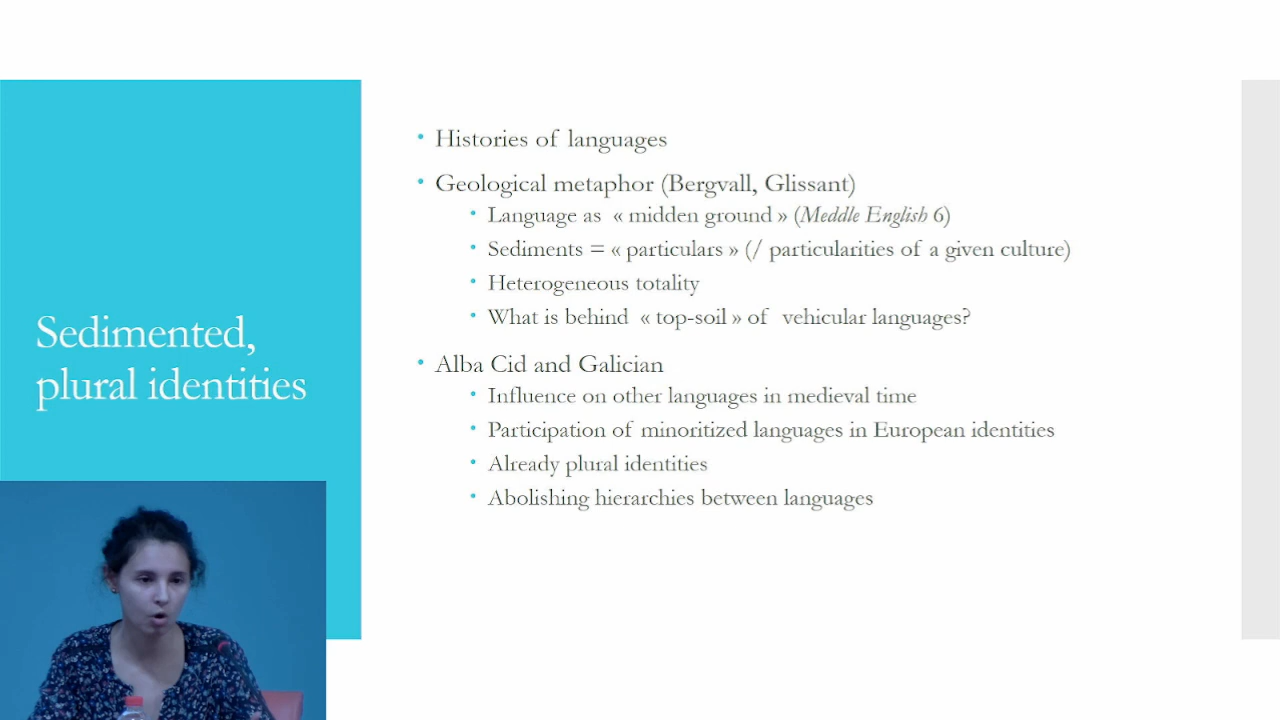 Sedimented,
plural identities
• Histories of languages
• Geological metaphor (Bergvall, Glissant)
• Language as « midden ground » (Meddle English 6)
• Sediments = « particulars » (/ particularities of a given culture)
• Heterogeneous totality
• What is behind « top-soil » of vehicular languages?
• Alba Cid and Galician
• Influence on other languages in medieval time
• Participation of minoritized languages in European identities
• Already plural identities
• Abolishing hierarchies between languages